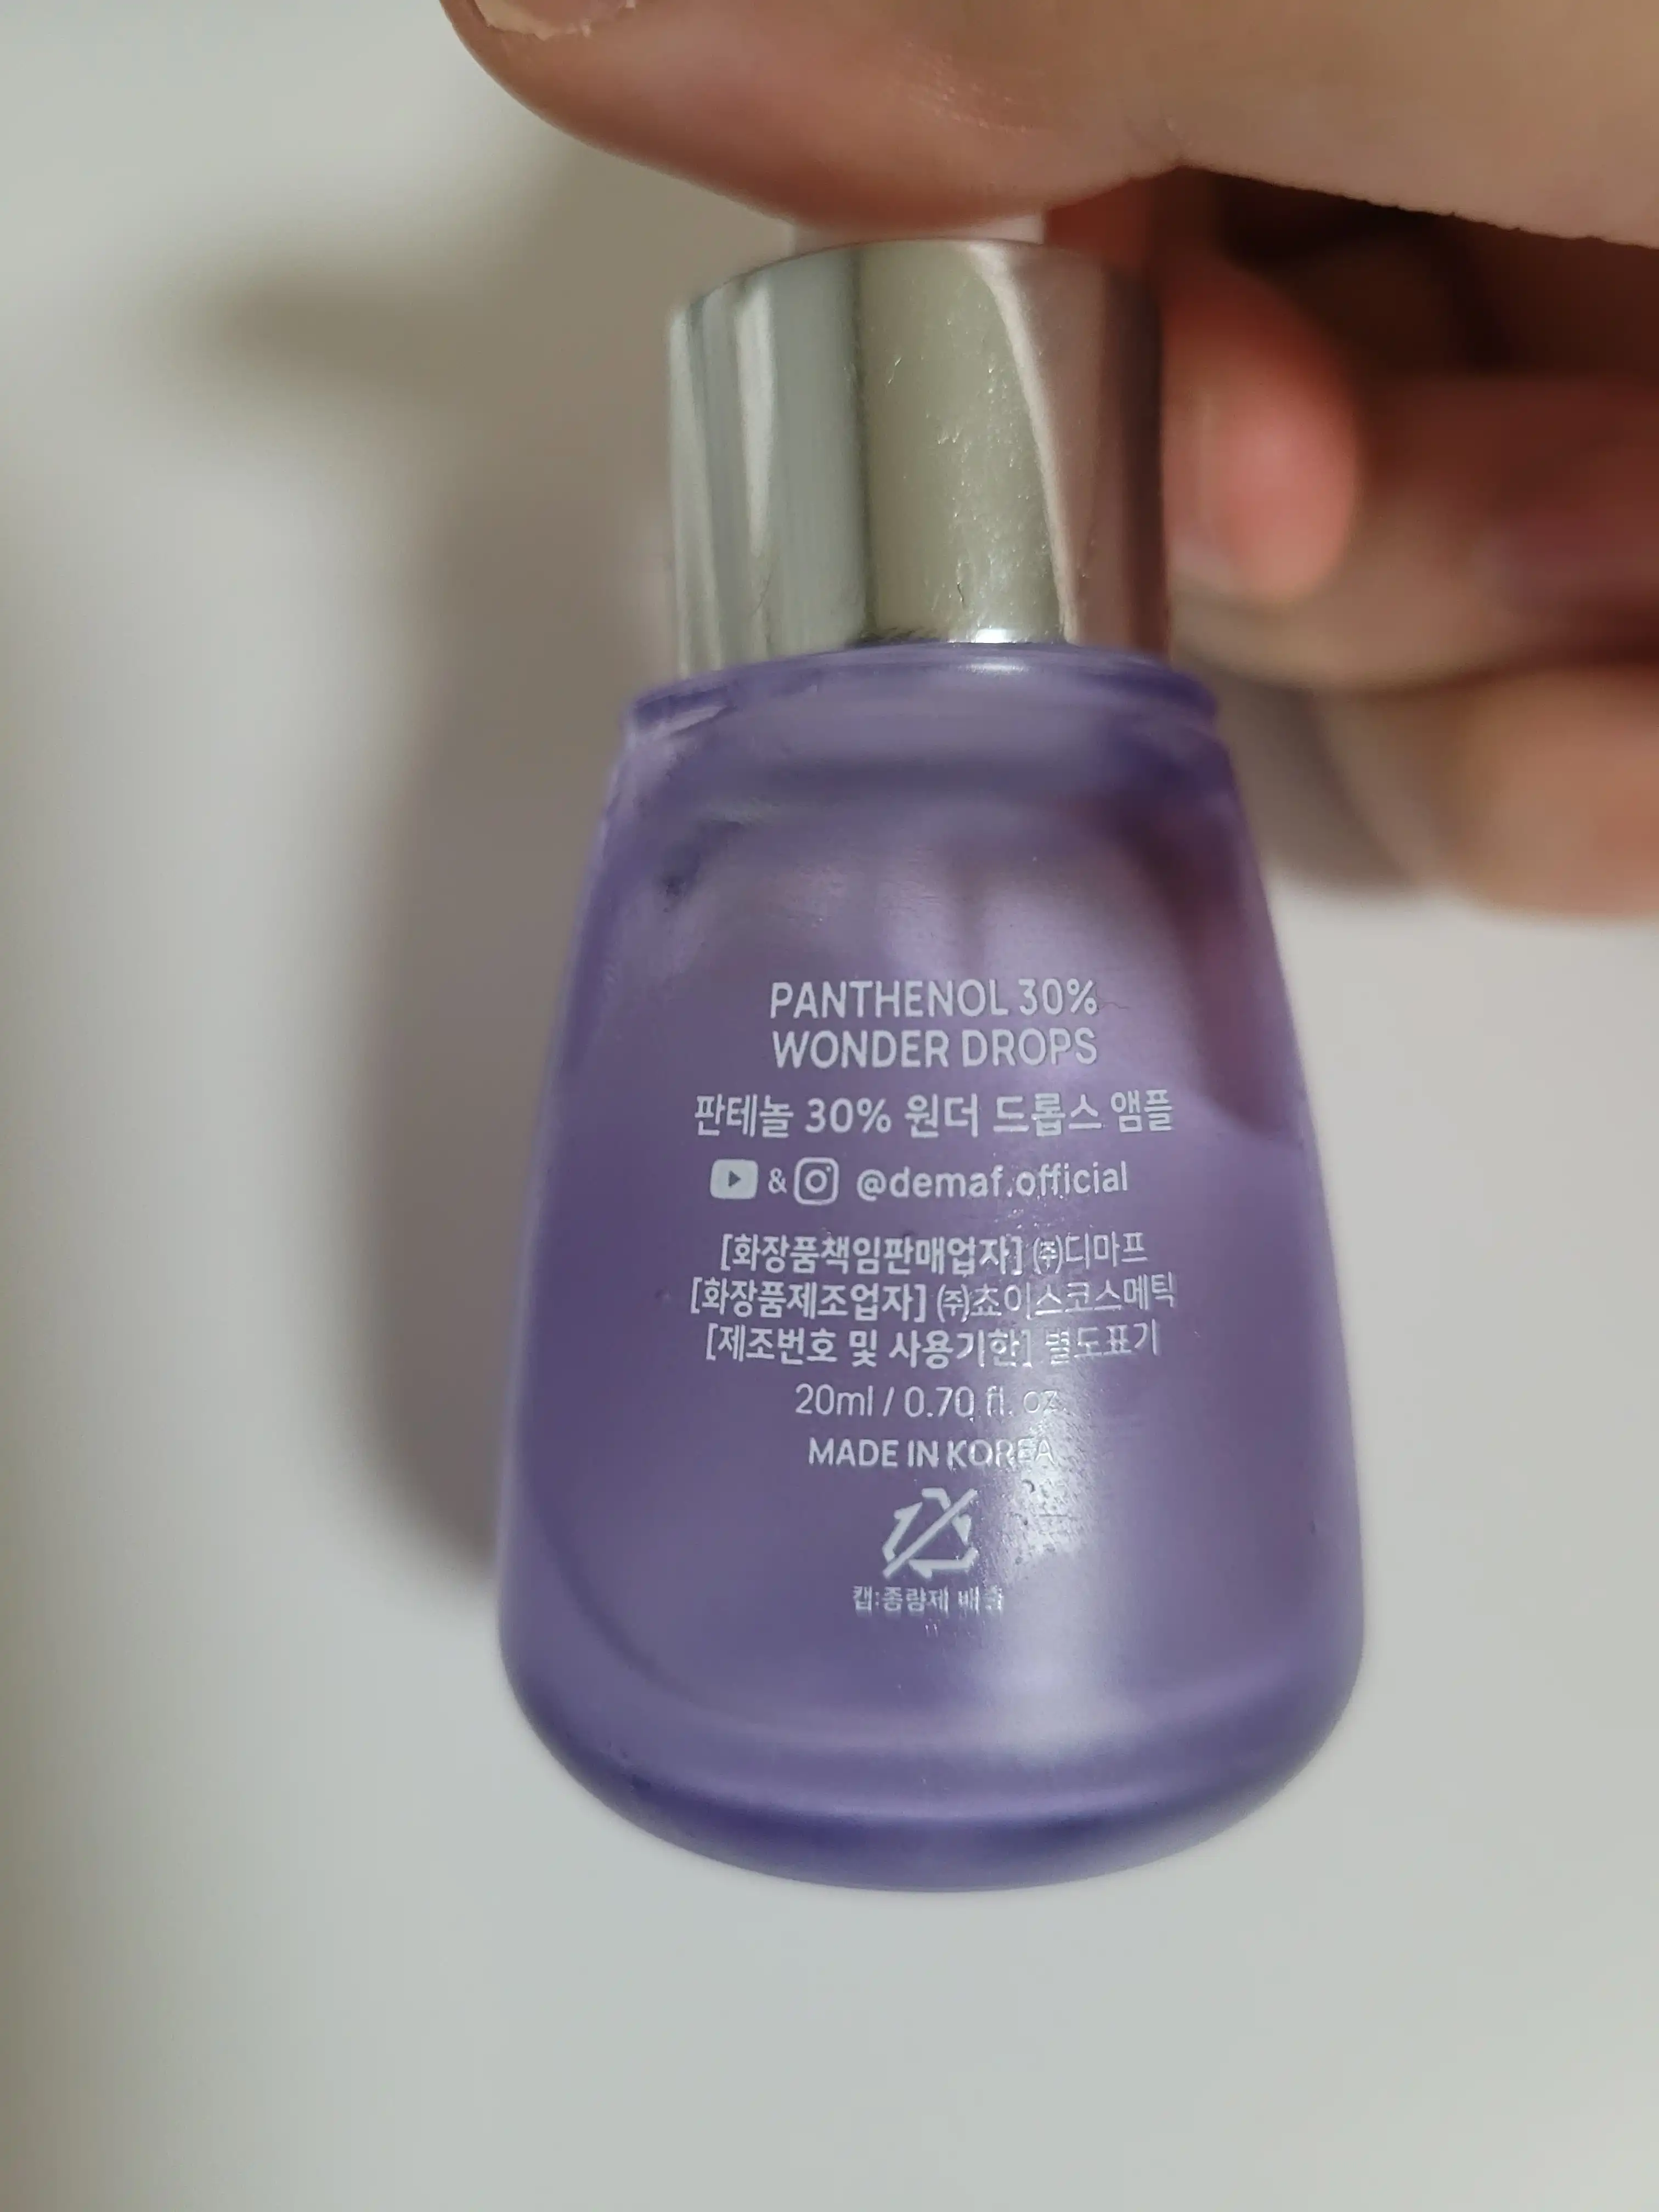 PANTHENOL 30%
WONDER DROPS
판테놀 30% 원더 드롭스 앰플
& @demaf.official
[화장품책임판매업자] ㈜디마프
[화장품제조업자] ㈜쵸이스코스메틱
[제조번호 및 사용기한] 별도표기
20ml / 0.70 fl. oz
MADE IN KOREA
캡:종량제 배출